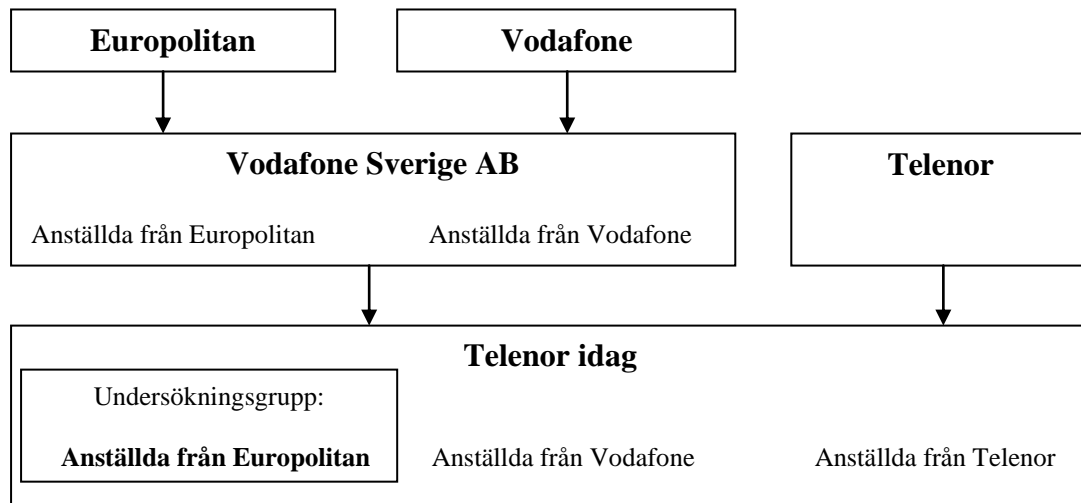 Europolitan
Vodafone
Vodafone Sverige AB
Telenor
Anställda från Europolitan
Anställda från Vodafone
Telenor idag
Undersökningsgrupp:
Anställda från Europolitan
Anställda från Vodafone
Anställda från Telenor